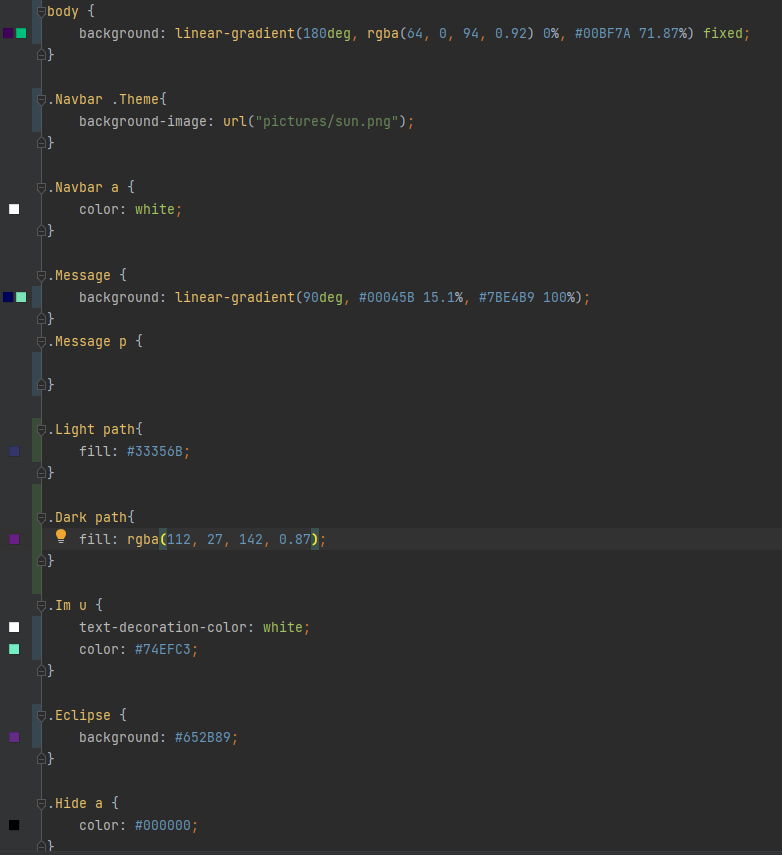 body {
    background: linear-gradient(180deg, rgba(64, 0, 94, 0.92) 0%, #00BF7A 71.87%) fixed;
}
.Navbar .Theme{
    background-image: url("pictures/sun.png");
}
.Navbar a {
    color: white;
}
.Message {
    background: linear-gradient(90deg, #00045B 15.1%, #7BE4B9 100%);
}
.Message p {
}
.Light path{
    fill: #33356B;
}
.Dark path{
    fill: rgba(112, 27, 142, 0.87);
}
.Im u {
    text-decoration-color: white;
    color: #74EFC3;
}
.Eclipse {
    background: #652B89;
}
.Hide a {
    color: #000000;
}